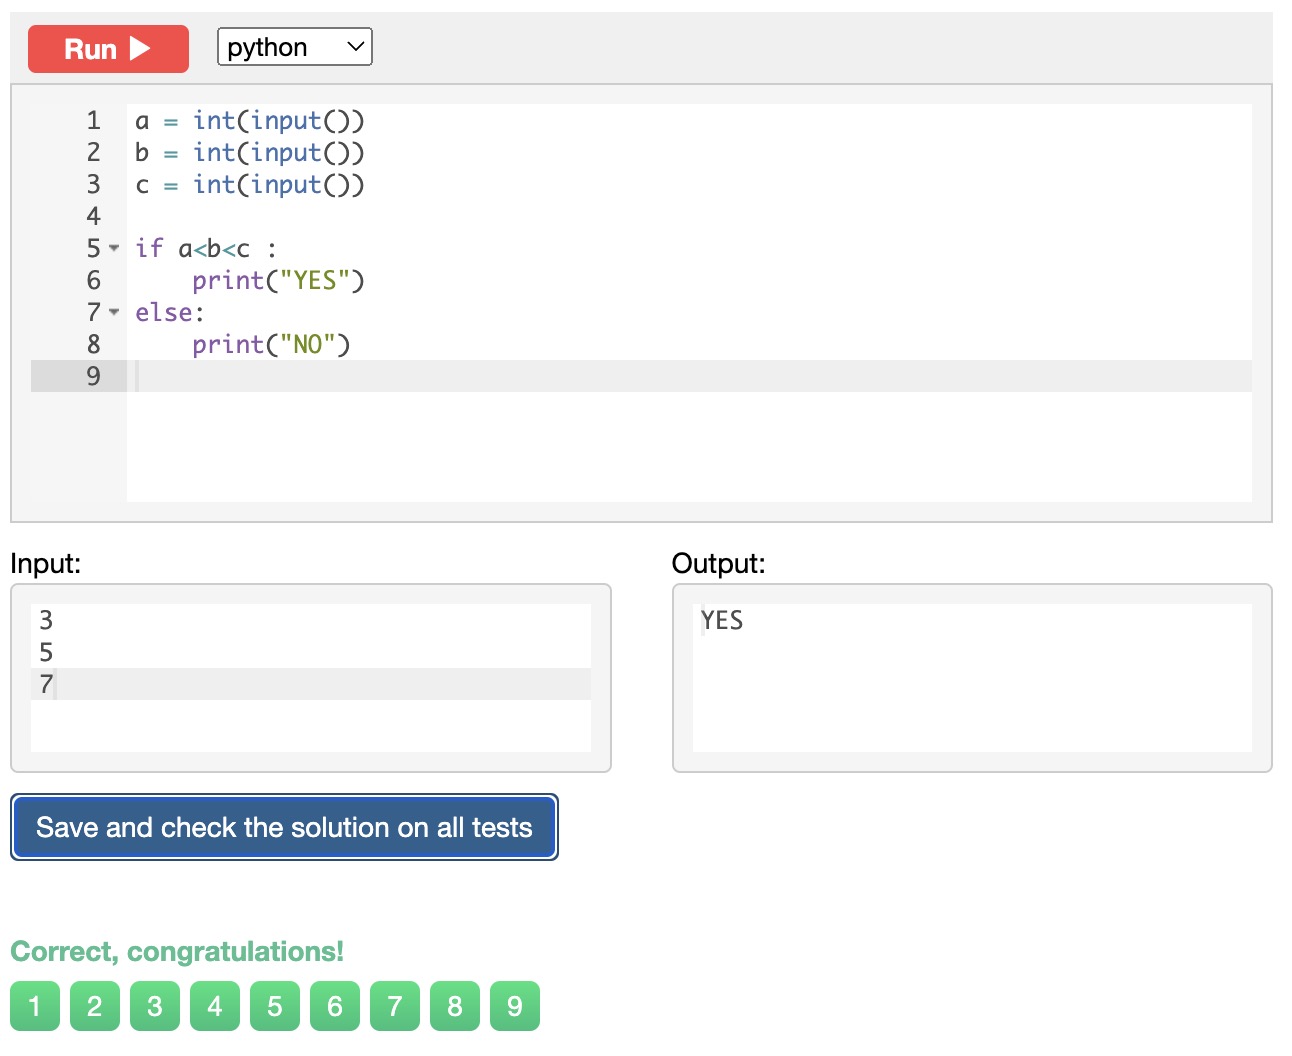 Run
python
1 a = int(input())
2 b = int(input())
3 c = int(input())
4
5 if a<b<c :
6     print("YES")
7 else:
8     print("NO")
9
Input:
3
5
7
Output:
YES
Save and check the solution on all tests
Correct, congratulations!
1 2 3 4 5 6 7 8 9